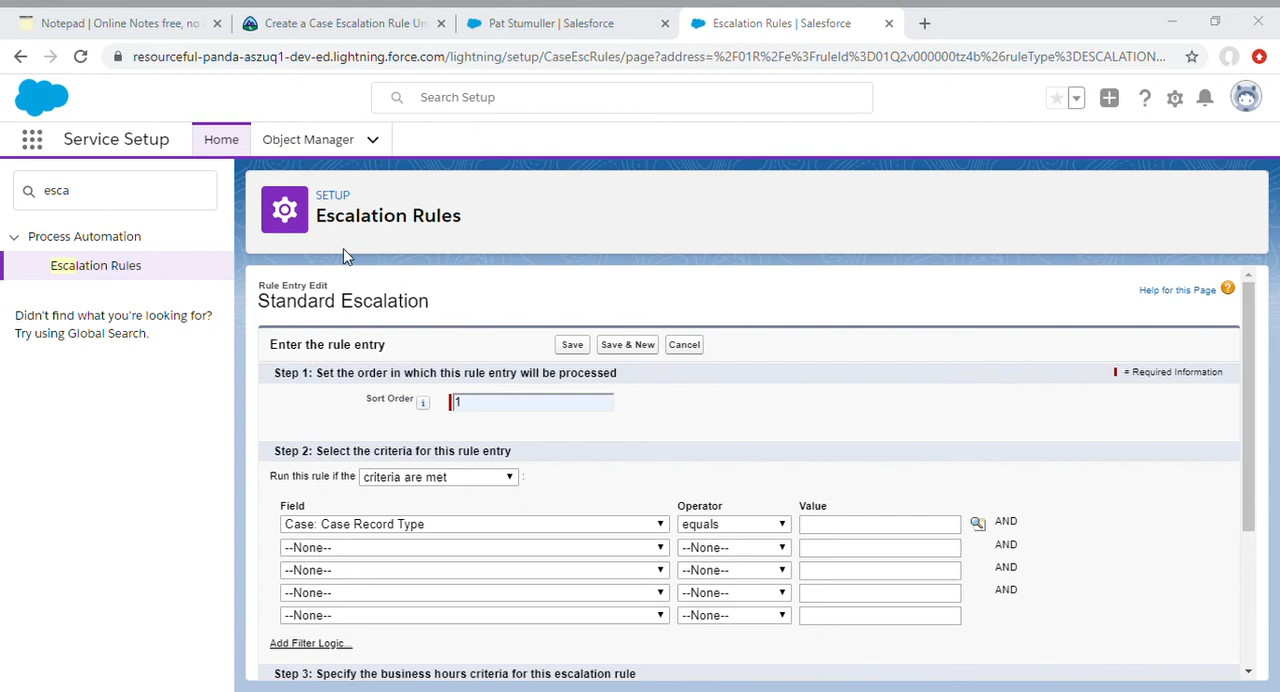 Notepad | Online Notes free, no
Create a Case Escalation Rule Un
Pat Stumuller | Salesforce
Escalation Rules | Salesforce
resourceful-panda-aszuq1-dev-ed.lightning.force.com/lightning/setup/CaseEscRules/page?address=%2F01R%2Fe%3FruleId%3D01Q2v000000tz4b%26ruleType%3DESCALATION...
Search Setup
Service Setup
Home
Object Manager
esca
Process Automation
Escalation Rules
Didn't find what you're looking for?
Try using Global Search.
SETUP
Escalation Rules
Rule Entry Edit
Standard Escalation
Help for this Page
Enter the rule entry
Save
Save & New
Cancel
Step 1: Set the order in which this rule entry will be processed
= Required Information
Sort Order
i
1
Step 2: Select the criteria for this rule entry
Run this rule if the criteria are met :
Field Operator Value
Case: Case Record Type equals AND
--None-- --None-- AND
--None-- --None-- AND
--None-- --None-- AND
--None-- --None--
Add Filter Logic...
Step 3: Specify the business hours criteria for this escalation rule